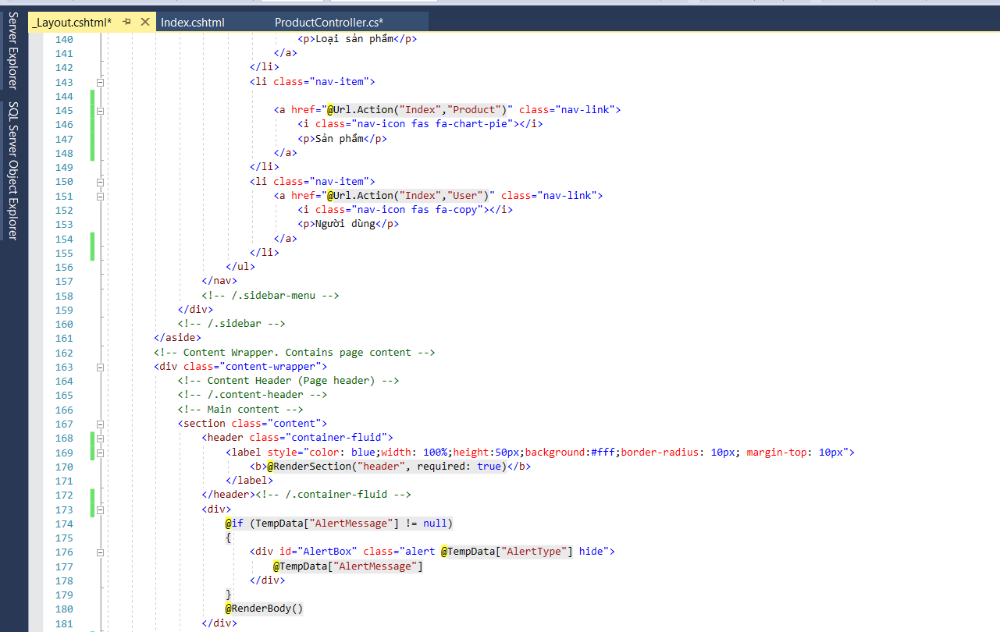 _Layout.cshtml* Index.cshtml ProductController.cs*
Server Explorer
SQL Server Object Explorer
140 <p>Loại sản phẩm</p>
141 </a>
142 </li>
143 <li class="nav-item">
144
145 <a href="@Url.Action("Index","Product")" class="nav-link">
146 <i class="nav-icon fas fa-chart-pie"></i>
147 <p>Sản phẩm</p>
148 </a>
149 </li>
150 <li class="nav-item">
151 <a href="@Url.Action("Index","User")" class="nav-link">
152 <i class="nav-icon fas fa-copy"></i>
153 <p>Người dùng</p>
154 </a>
155 </li>
156 </ul>
157 </nav>
158 <!-- /.sidebar-menu -->
159 </div>
160 <!-- /.sidebar -->
161 </aside>
162 <!-- Content Wrapper. Contains page content -->
163 <div class="content-wrapper">
164 <!-- Content Header (Page header) -->
165 <!-- /.content-header -->
166 <!-- Main content -->
167 <section class="content">
168 <header class="container-fluid">
169 <label style="color: blue;width: 100%;height:50px;background:#fff;border-radius: 10px; margin-top: 10px">
170 <b>@RenderSection("header", required: true)</b>
171 </label>
172 </header><!-- /.container-fluid -->
173 <div>
174 @if (TempData["AlertMessage"] != null)
175 {
176 <div id="AlertBox" class="alert @TempData["AlertType"] hide">
177 @TempData["AlertMessage"]
178 </div>
179 }
180 @RenderBody()
181 </div>